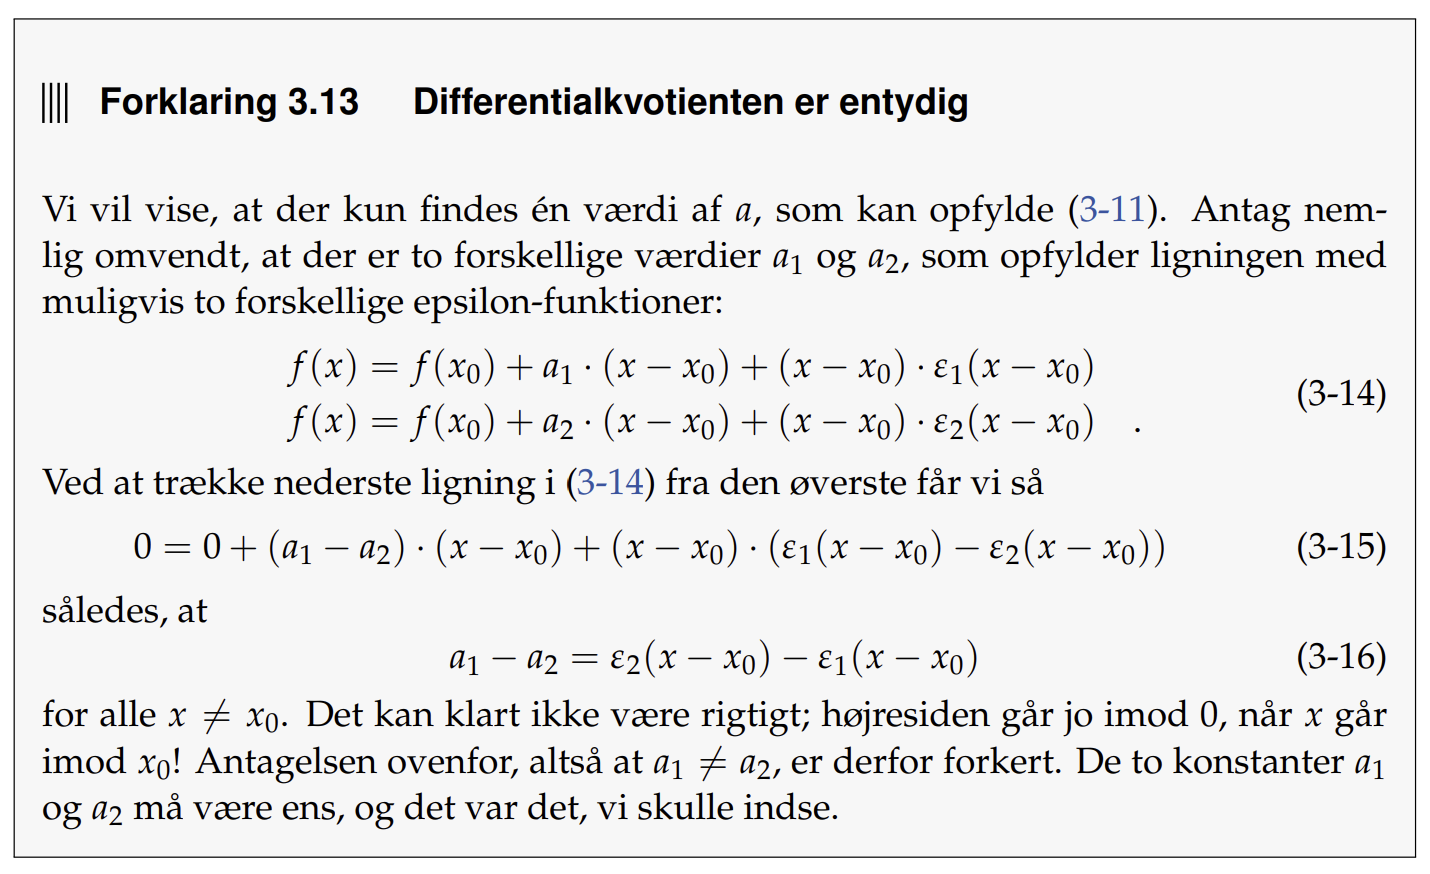 Forklaring 3.13 Differentialkvotienten er entydig
Vi vil vise, at der kun findes én værdi af a, som kan opfylde (3-11). Antag nem-
lig omvendt, at der er to forskellige værdier a₁ og a₂, som opfylder ligningen med
muligvis to forskellige epsilon-funktioner:
f(x) = f(x₀) + a₁ · (x − x₀) + (x − x₀) · ε₁(x − x₀)
f(x) = f(x₀) + a₂ · (x − x₀) + (x − x₀) · ε₂(x − x₀) .
(3-14)
Ved at trække nederste ligning i (3-14) fra den øverste får vi så
0 = 0 + (a₁ − a₂) · (x − x₀) + (x − x₀) · (ε₁(x − x₀) − ε₂(x − x₀)) (3-15)
således, at
a₁ − a₂ = ε₂(x − x₀) − ε₁(x − x₀) (3-16)
for alle x ≠ x₀. Det kan klart ikke være rigtigt; højresiden går jo imod 0, når x går
imod x₀! Antagelsen ovenfor, altså at a₁ ≠ a₂, er derfor forkert. De to konstanter a₁
og a₂ må være ens, og det var det, vi skulle indse.